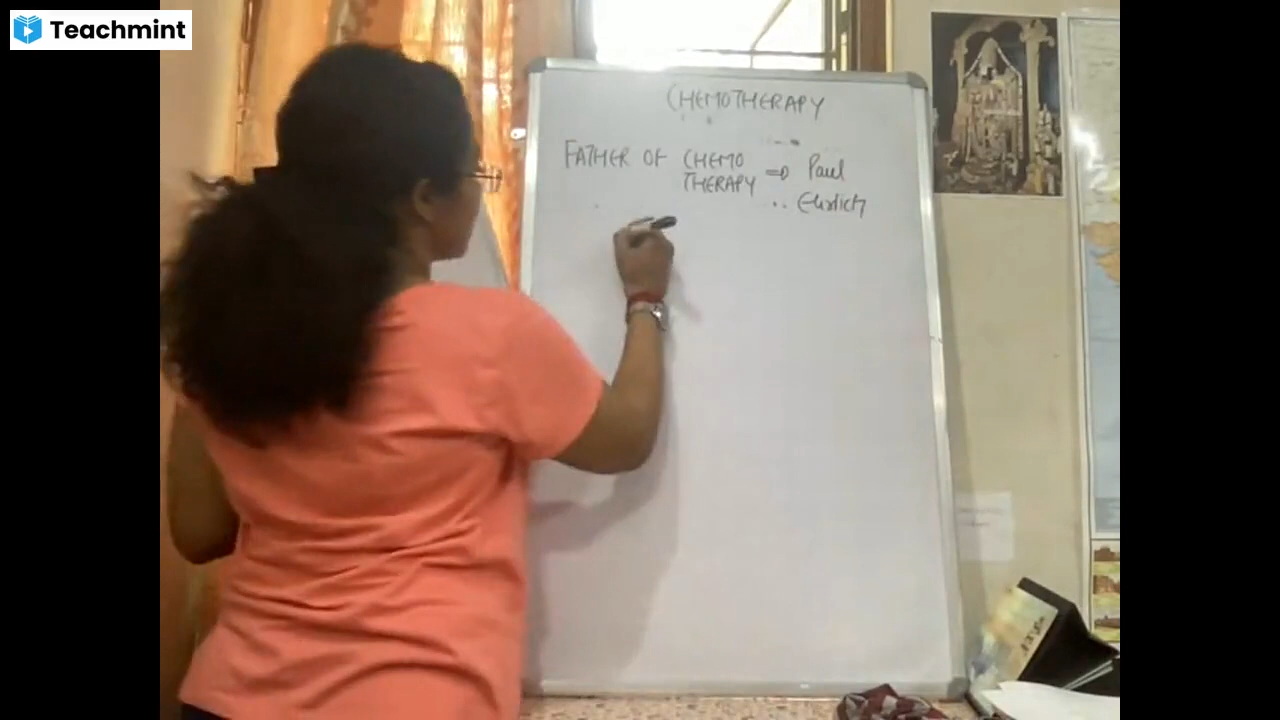 Teachmint
CHEMOTHERAPY
FATHER OF CHEMO
THERAPY ⇒ Paul
Ehrlich